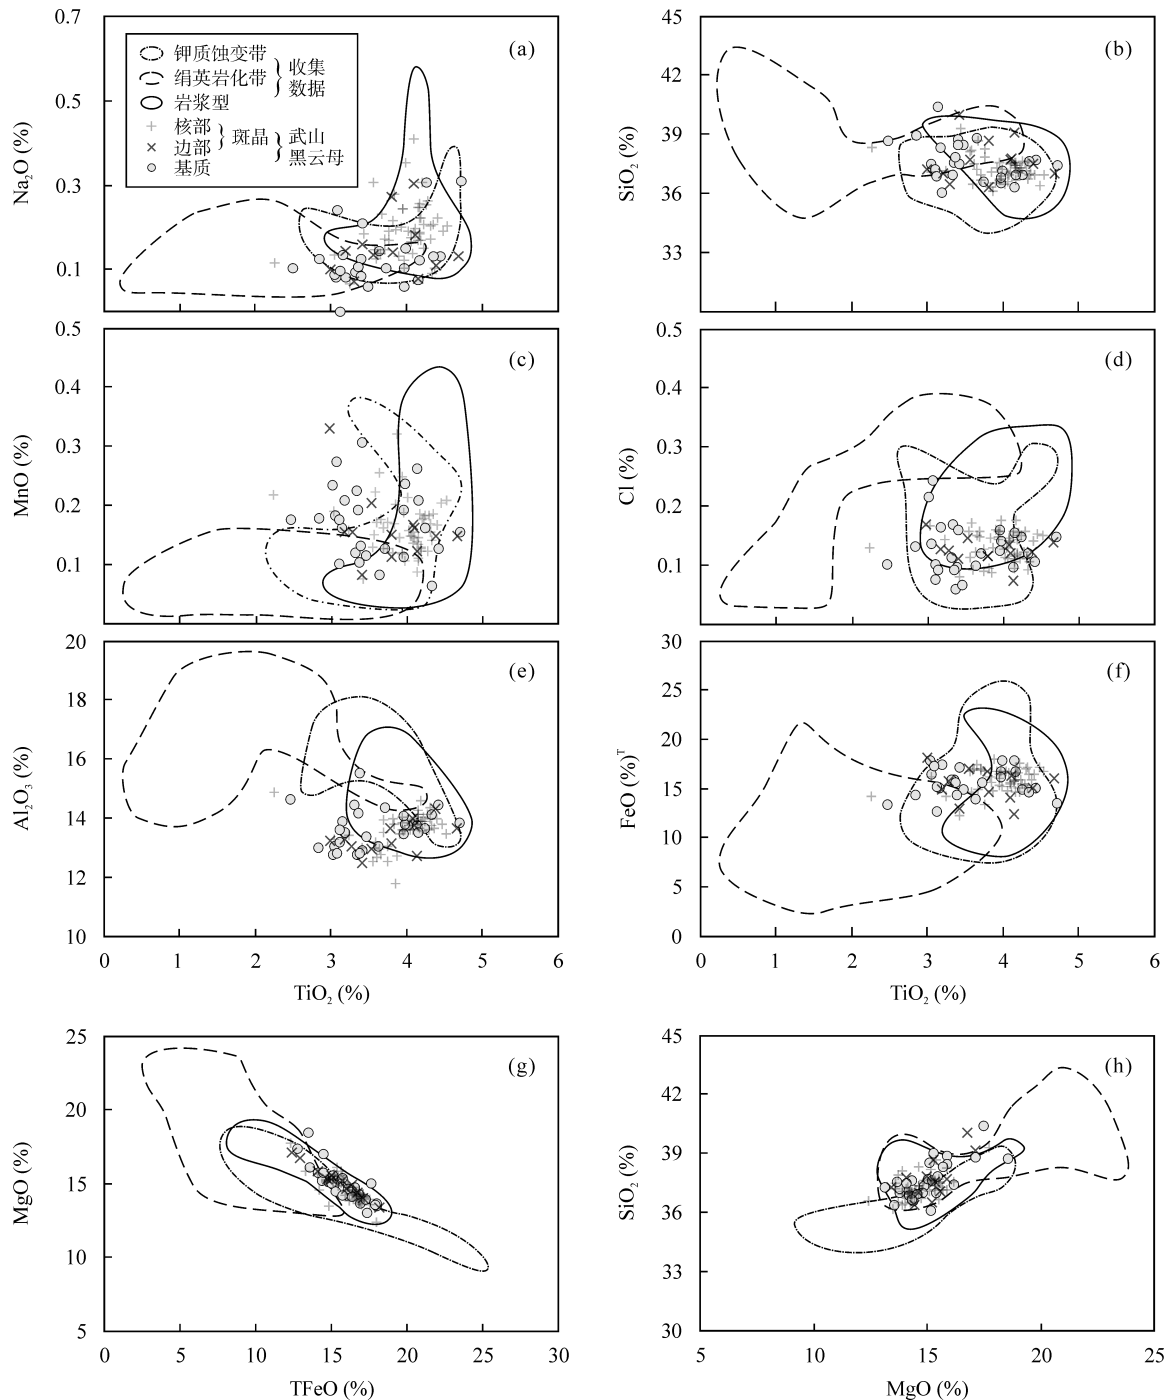 0.7
0.5
0.3
0.1
Na₂O (%)
(a)
钾质蚀变带
绢英岩化带
收集
数据
岩浆型
核部
边部
斑晶
武山
黑云母
基质
45
42
39
36
33
SiO₂ (%)
(b)
0.5
0.4
0.3
0.2
0.1
MnO (%)
(c)
0.5
0.4
0.3
0.2
0.1
Cl (%)
(d)
20
18
16
14
12
10
Al₂O₃ (%)
(e)
0 1 2 3 4 5 6
TiO₂ (%)
30
25
20
15
10
5
0
FeO (%)ᵀ
(f)
0 1 2 3 4 5 6
TiO₂ (%)
25
20
15
10
5
MgO (%)
(g)
0 5 10 15 20 25 30
TFeO (%)
45
42
39
36
33
30
SiO₂ (%)
(h)
5 10 15 20 25
MgO (%)